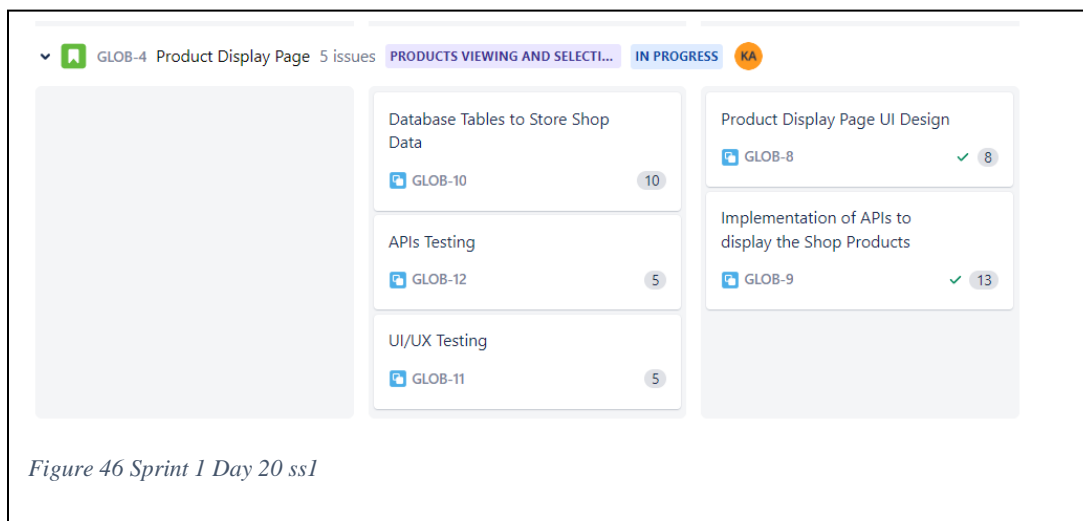 GLOB-4 Product Display Page 5 issues PRODUCTS VIEWING AND SELECTI... IN PROGRESS KA
Database Tables to Store Shop
Data
GLOB-10 10
APIs Testing
GLOB-12 5
UI/UX Testing
GLOB-11 5
Product Display Page UI Design
GLOB-8 8
Implementation of APIs to
display the Shop Products
GLOB-9 13
Figure 46 Sprint 1 Day 20 ss1